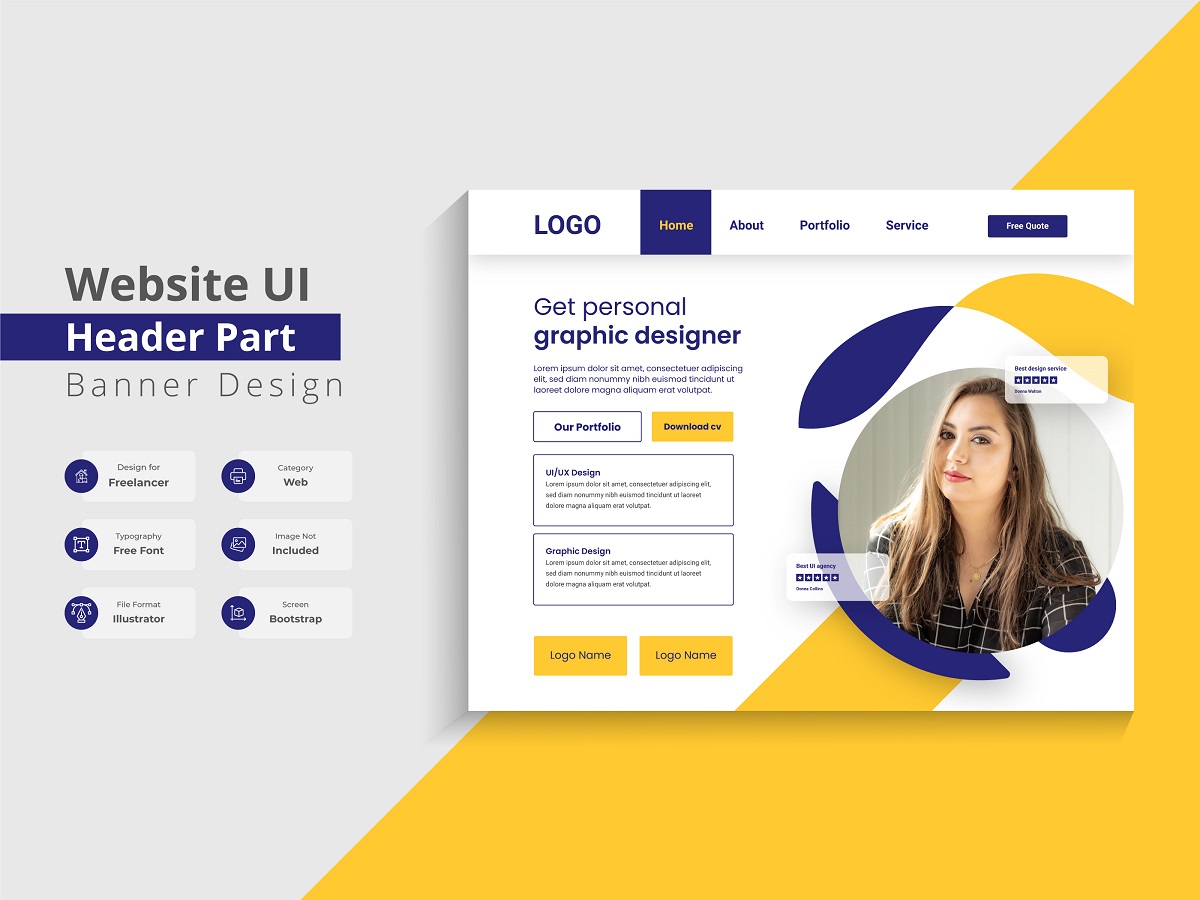 Website UI
Header Part
Banner Design
Design for
Freelancer
Category
Web
Typography
Free Font
Image Not
Included
File Format
Illustrator
Screen
Bootstrap
LOGO
Home
About
Portfolio
Service
Free Quote
Get personal
graphic designer
Lorem ipsum dolor sit amet, consectetuer adipiscing
elit, sed diam nonummy nibh euismod tincidunt ut
laoreet dolore magna aliquam erat volutpat.
Our Portfolio
Download cv
UI/UX Design
Lorem ipsum dolor sit amet, consectetuer adipiscing elit,
sed diam nonummy nibh euismod tincidunt ut laoreet
dolore magna aliquam erat volutpat.
Graphic Design
Lorem ipsum dolor sit amet, consectetuer adipiscing elit,
sed diam nonummy nibh euismod tincidunt ut laoreet
dolore magna aliquam erat volutpat.
Logo Name
Logo Name
Best design service
Donna Walton
Best UI agency
Donna Collins